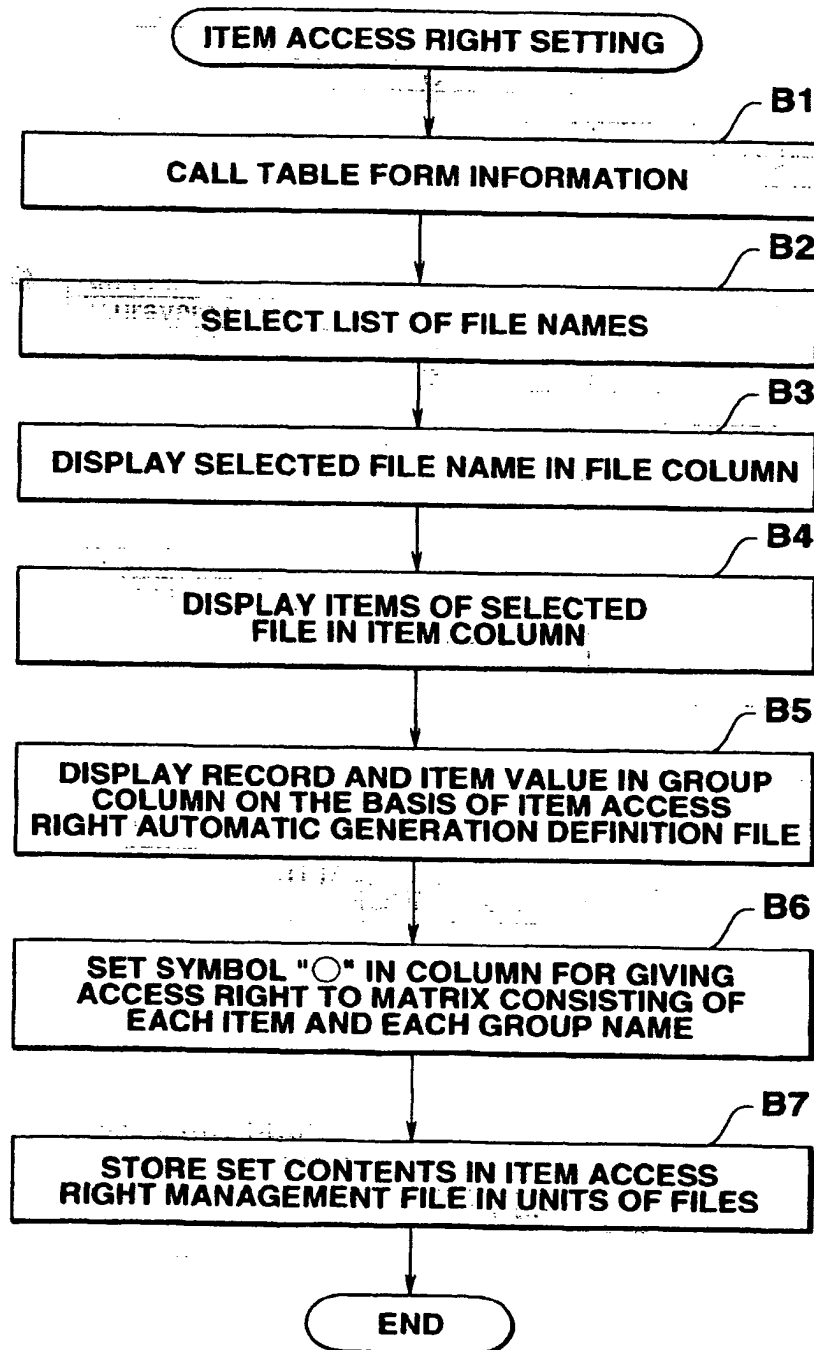 ITEM ACCESS RIGHT SETTING
B1
CALL TABLE FORM INFORMATION
B2
SELECT LIST OF FILE NAMES
B3
DISPLAY SELECTED FILE NAME IN FILE COLUMN
B4
DISPLAY ITEMS OF SELECTED
FILE IN ITEM COLUMN
B5
DISPLAY RECORD AND ITEM VALUE IN GROUP
COLUMN ON THE BASIS OF ITEM ACCESS
RIGHT AUTOMATIC GENERATION DEFINITION FILE
B6
SET SYMBOL "○" IN COLUMN FOR GIVING
ACCESS RIGHT TO MATRIX CONSISTING OF
EACH ITEM AND EACH GROUP NAME
B7
STORE SET CONTENTS IN ITEM ACCESS
RIGHT MANAGEMENT FILE IN UNITS OF FILES
END